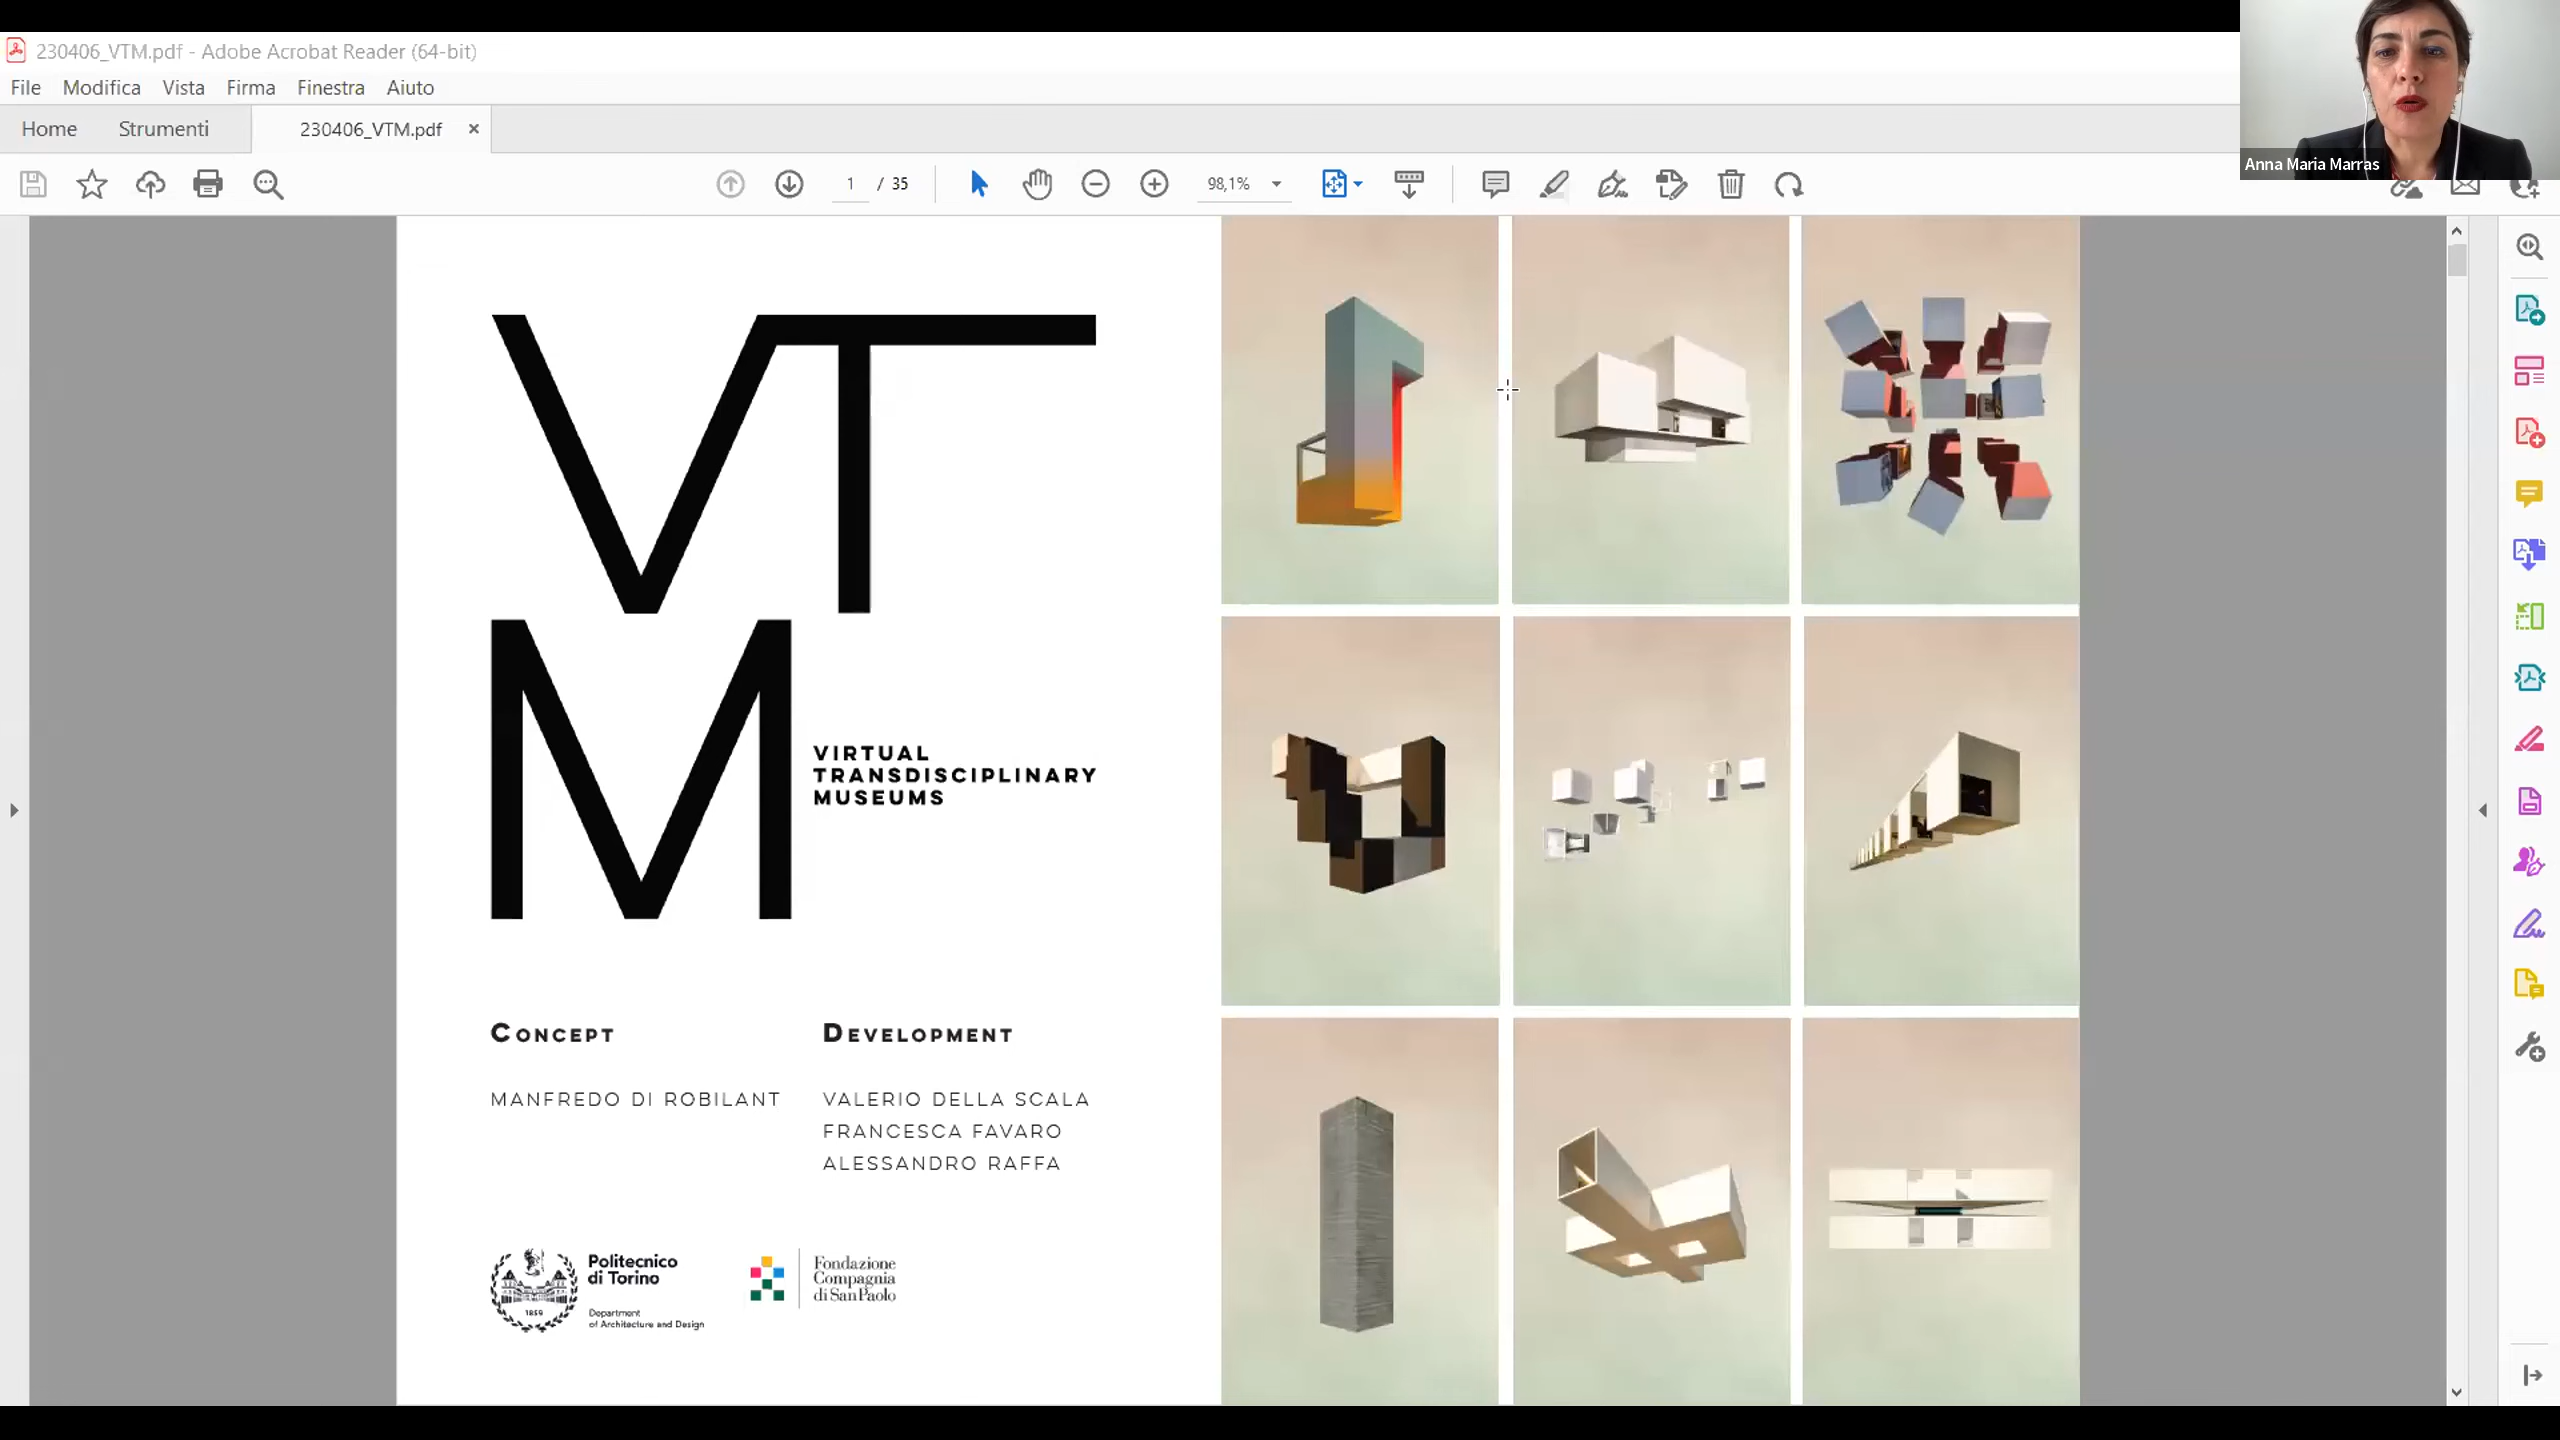 230406_VTM.pdf - Adobe Acrobat Reader (64-bit)
File Modifica Vista Firma Finestra Aiuto
Home Strumenti 230406_VTM.pdf
1 / 35 98,1%
Anna Maria Marras
VT
M
VIRTUAL
TRANSDISCIPLINARY
MUSEUMS
CONCEPT
MANFREDO DI ROBILANT
DEVELOPMENT
VALERIO DELLA SCALA
FRANCESCA FAVARO
ALESSANDRO RAFFA
1859
Politecnico
di Torino
Department
of Architecture and Design
Fondazione
Compagnia
di San Paolo